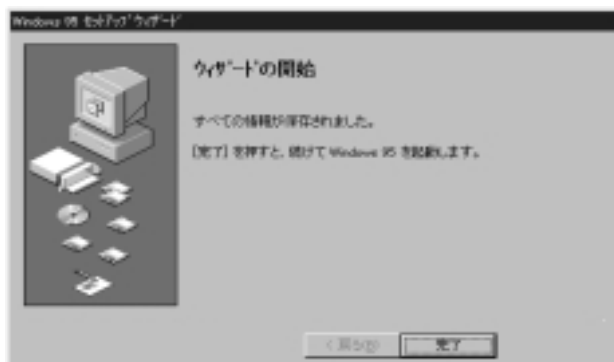 Windows 95 セットアップ ウィザード
ウィザードの開始
すべての情報が保存されました。
[完了] を押すと、続けて Windows 95 を起動します。
< 戻る(B)
完了